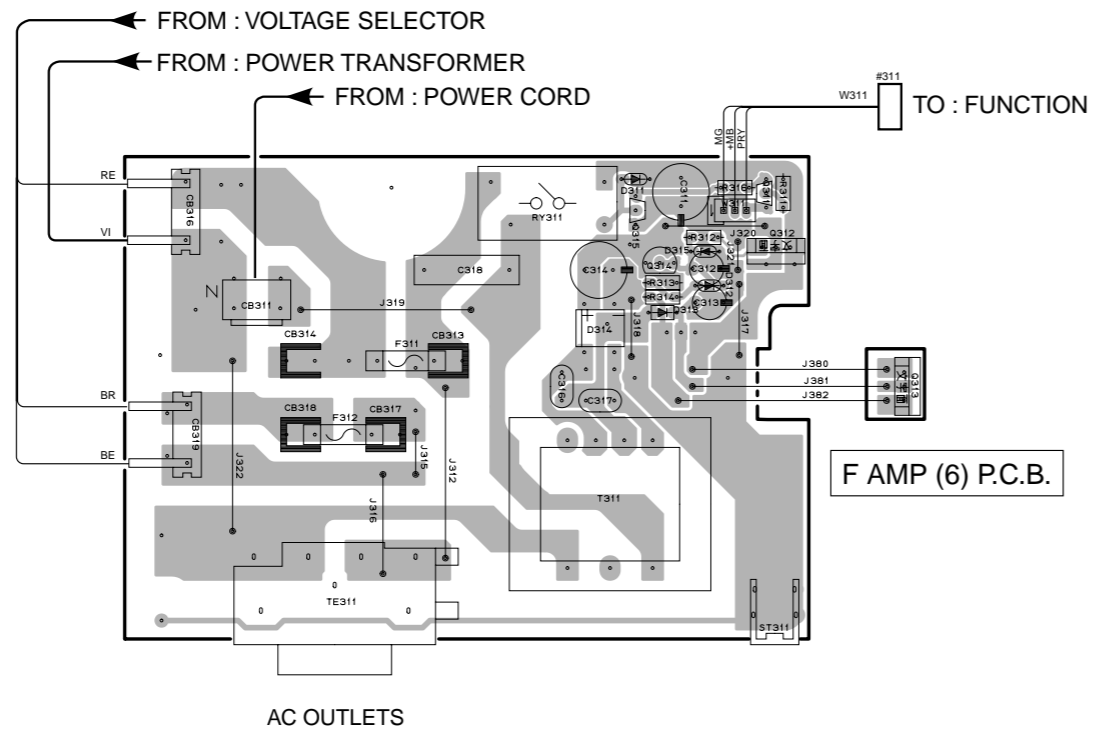 FROM : VOLTAGE SELECTOR
FROM : POWER TRANSFORMER
FROM : POWER CORD
#311
W311
TO : FUNCTION
MG
+MB
PRY
RE
CB316
VI
N
CB311
RY311
D311
Q315
C311
R316
W311
Q311
R311
J320
Q312
R312
D315
J321
C318
C314
Q314
C312
D312
R313
R314
C313
J319
D314
J318
J317
CB314
F311
CB313
C316
C317
J380
J381
J382
Q313
BR
CB319
BE
CB318
F312
CB317
J322
J315
J312
J316
T311
F AMP (6) P.C.B.
TE311
ST311
AC OUTLETS